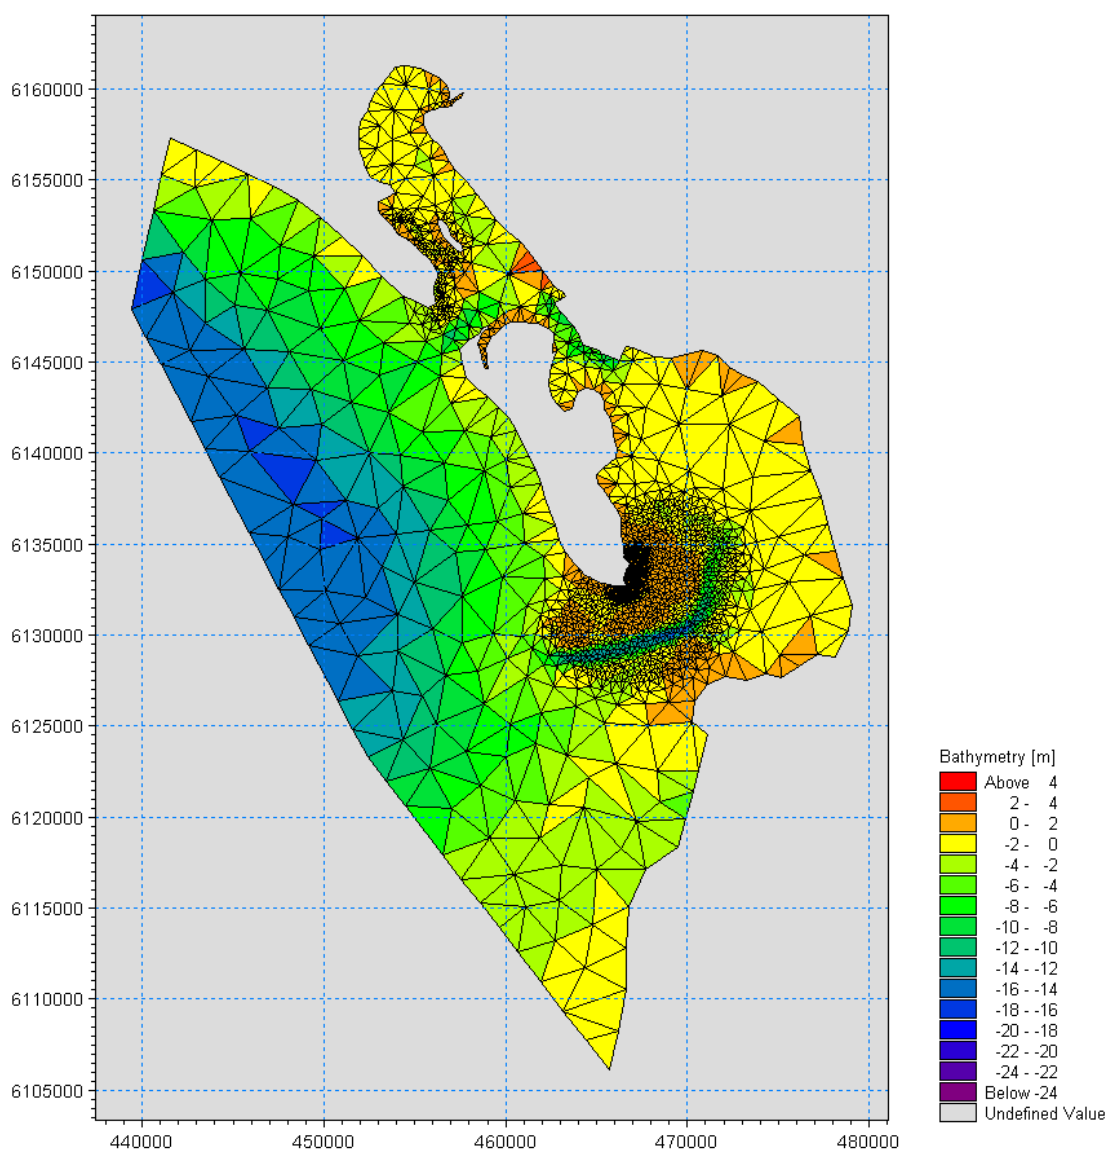 6160000
6155000
6150000
6145000
6140000
6135000
6130000
6125000
6120000
6115000
6110000
6105000
440000 450000 460000 470000 480000
Bathymetry [m]
Above 4
2 - 4
0 - 2
-2 - 0
-4 - -2
-6 - -4
-8 - -6
-10 - -8
-12 - -10
-14 - -12
-16 - -14
-18 - -16
-20 - -18
-22 - -20
-24 - -22
Below -24
Undefined Value